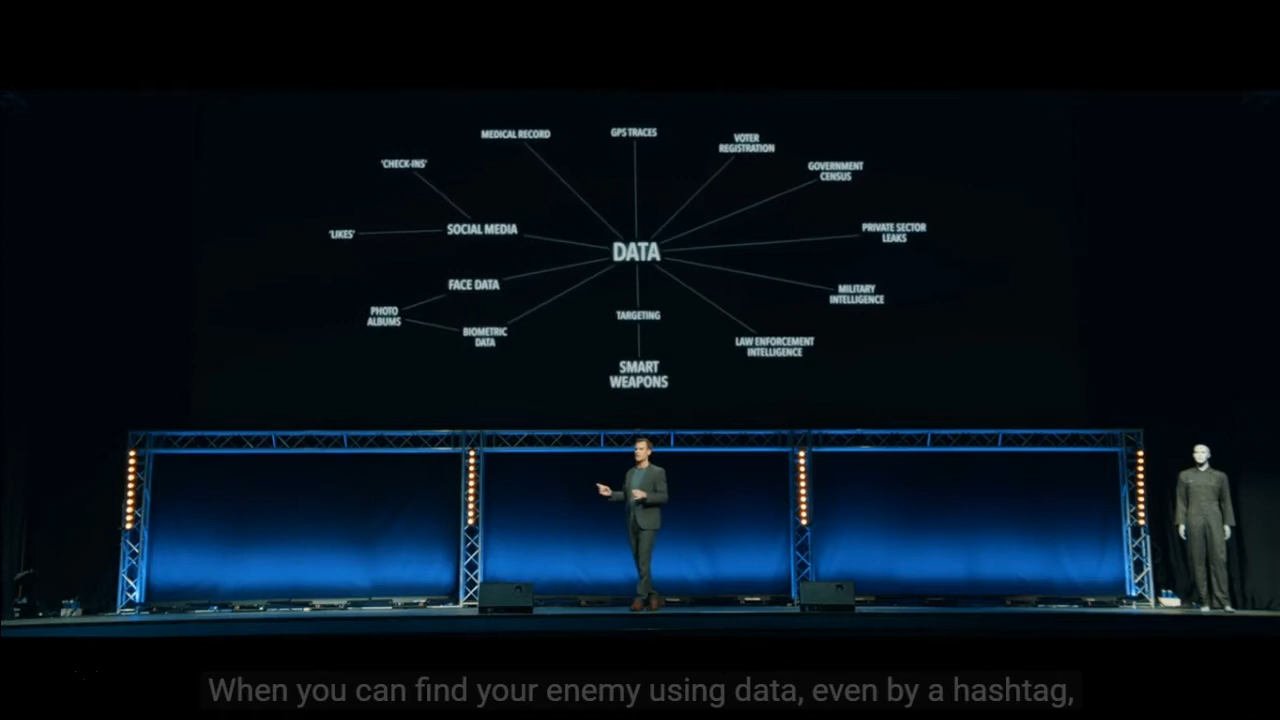 MEDICAL RECORD
GPS TRACES
VOTER
REGISTRATION
'CHECK-INS'
GOVERNMENT
CENSUS
'LIKES'
SOCIAL MEDIA
PRIVATE SECTOR
LEAKS
DATA
FACE DATA
MILITARY
INTELLIGENCE
PHOTO
ALBUMS
BIOMETRIC
DATA
TARGETING
LAW ENFORCEMENT
INTELLIGENCE
SMART
WEAPONS
When you can find your enemy using data, even by a hashtag,